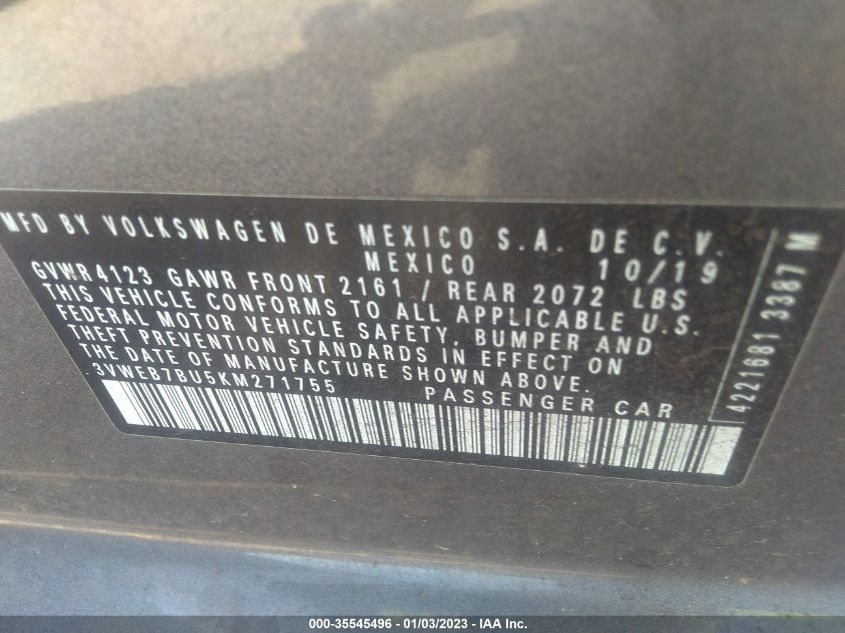 MFD BY VOLKSWAGEN DE MEXICO S.A. DE C.V.
MEXICO 10/19
GVWR 4123 GAWR FRONT 2161 / REAR 2072 LBS
THIS VEHICLE CONFORMS TO ALL APPLICABLE U.S.
FEDERAL MOTOR VEHICLE SAFETY, BUMPER AND
THEFT PREVENTION STANDARDS IN EFFECT ON
THE DATE OF MANUFACTURE SHOWN ABOVE.
3VWEB7BU5KM271755 PASSENGER CAR
4221681 3387 M
000-35545496 - 01/03/2023 - IAA Inc.